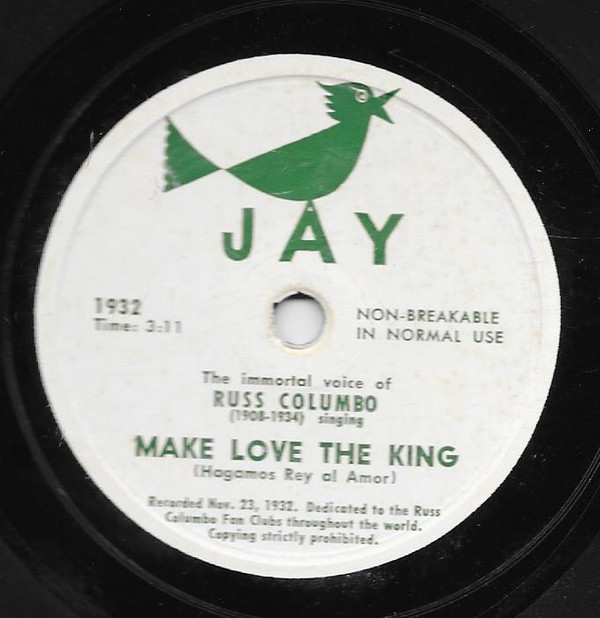 JAY
1932
Time: 3:11
NON-BREAKABLE
IN NORMAL USE
The immortal voice of
RUSS COLUMBO
(1908-1934) singing
MAKE LOVE THE KING
(Hagamos Rey al Amor)
Recorded Nov. 23, 1932. Dedicated to the Russ
Columbo Fan Clubs throughout the world.
Copying strictly prohibited.